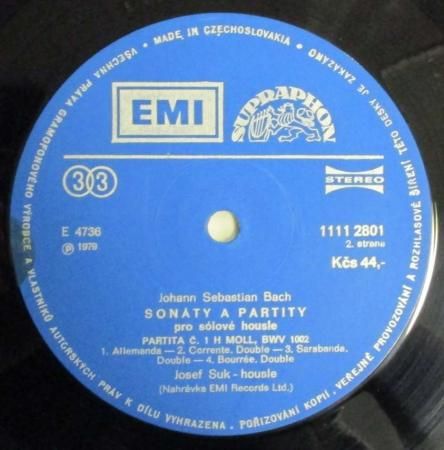 VŠECHNA PRÁVA GRAMOFONOVÉHO VÝROBCE A VLASTNÍKŮ AUTORSKÝCH PRÁV K DÍLU VYHRAZENA. POŘIZOVÁNÍ KOPIÍ, VEŘEJNÉ PROVOZOVÁNÍ A ROZHLASOVÉ ŠÍŘENÍ TÉTO DESKY JE ZAKÁZÁNO • MADE IN CZECHOSLOVAKIA •
EMI
SUPRAPHON
33
STEREO
E 4736
1111 2801
℗ 1979
2. strana
Kčs 44,-
Johann Sebastian Bach
SONÁTY A PARTITY
pro sólové housle
PARTITA č. 1 H MOLL, BWV 1002
1. Allemanda — 2. Corrente. Double — 3. Sarabanda.
Double — 4. Bourrée. Double
Josef Suk - housle
(Nahrávka EMI Records Ltd.)